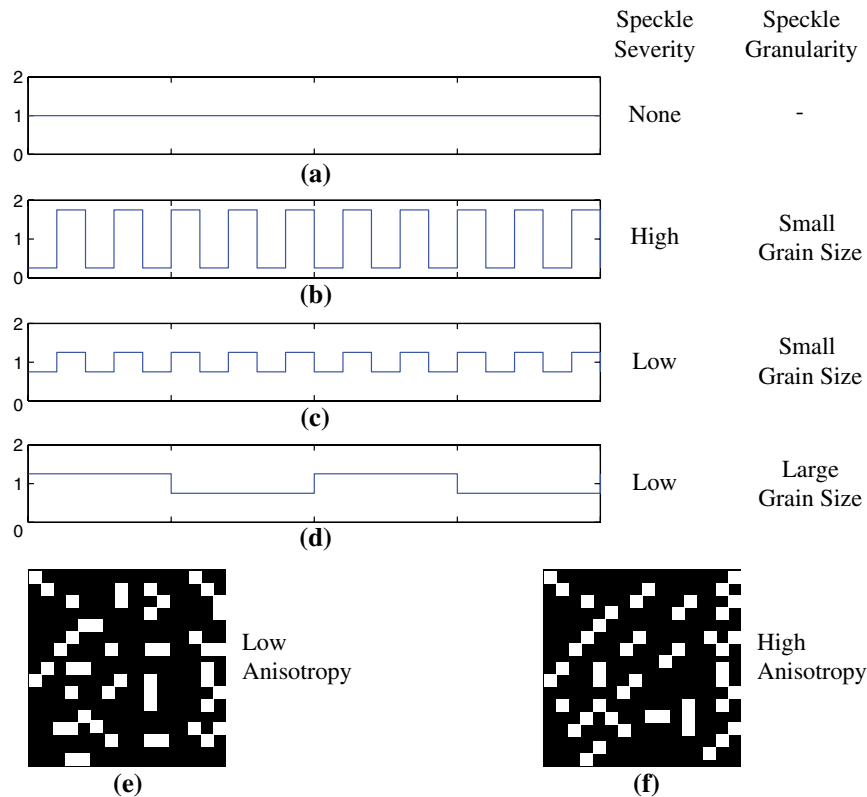 Speckle Severity
Speckle Granularity
2
1
0
None
-
(a)
2
1
0
High
Small Grain Size
(b)
2
1
0
Low
Small Grain Size
(c)
2
1
0
Low
Large Grain Size
(d)
Low Anisotropy
High Anisotropy
(e)
(f)